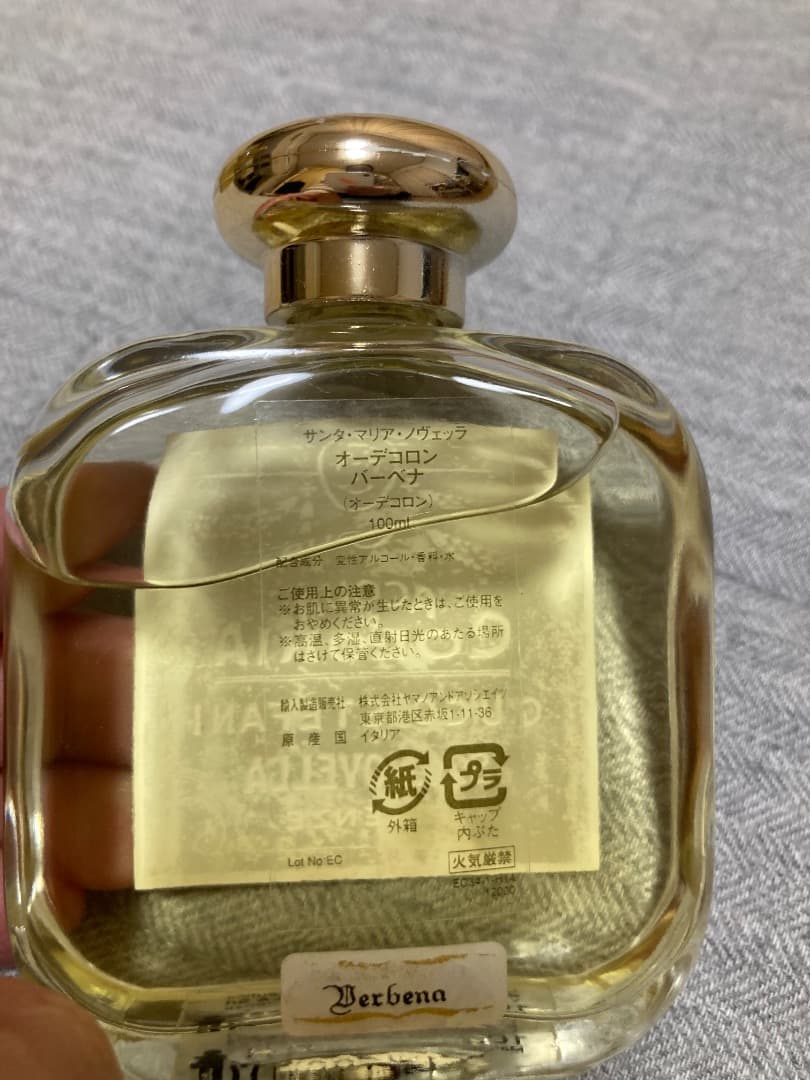 サンタ・マリア・ノヴェッラ
オーデコロン
バーベナ
(オーデコロン)
100mL
配合成分 変性アルコール・香料・水
ご使用上の注意
※お肌に異常が生じたときは、ご使用を
おやめください。
※高温、多湿、直射日光のあたる場所
はさけて保管ください。
輸入製造販売社 株式会社ヤマノアンドアソシエイツ
東京都港区赤坂1-11-36
原産国 イタリア
紙 プラ
外箱 キャップ
内ぶた
Lot No:EC 火気厳禁
12000
Verbena